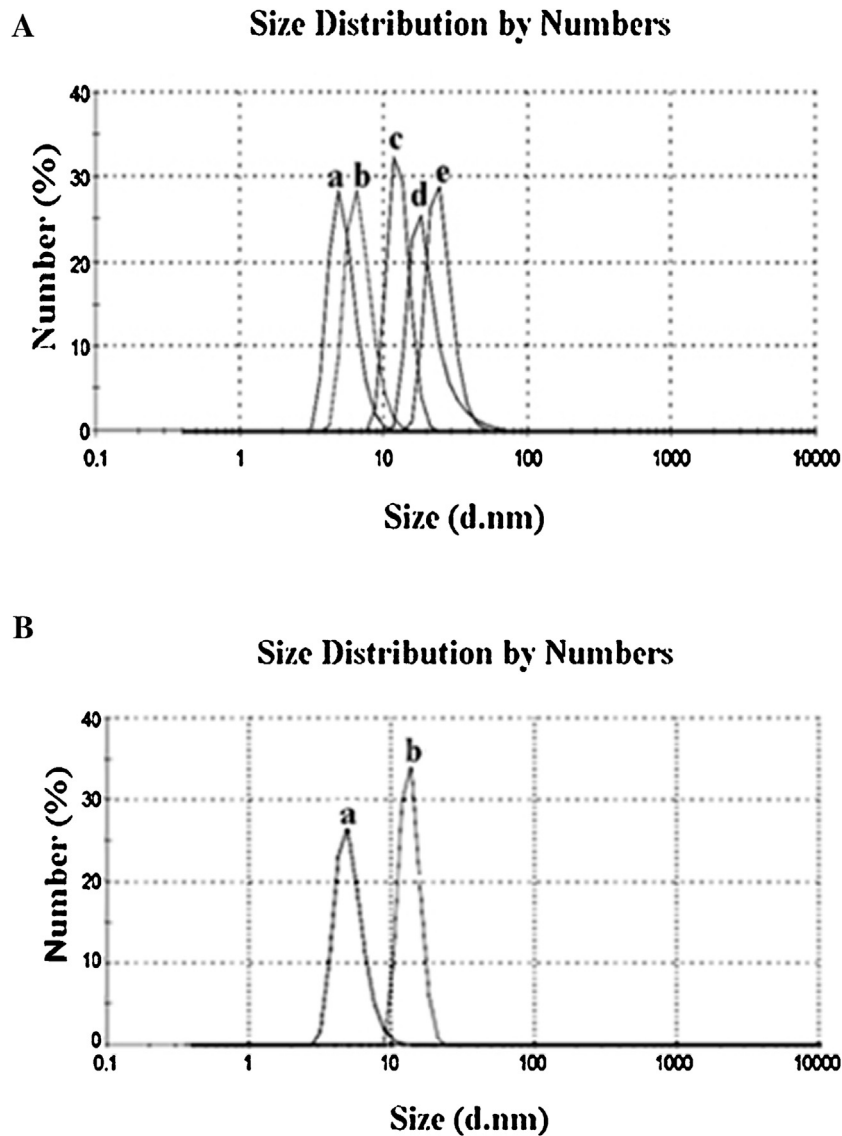 A
Size Distribution by Numbers
Number (%)
40
30
20
10
0
a b c d e
0.1 1 10 100 1000 10000
Size (d.nm)
B
Size Distribution by Numbers
Number (%)
40
30
20
10
0
a b
0.1 1 10 100 1000 10000
Size (d.nm)